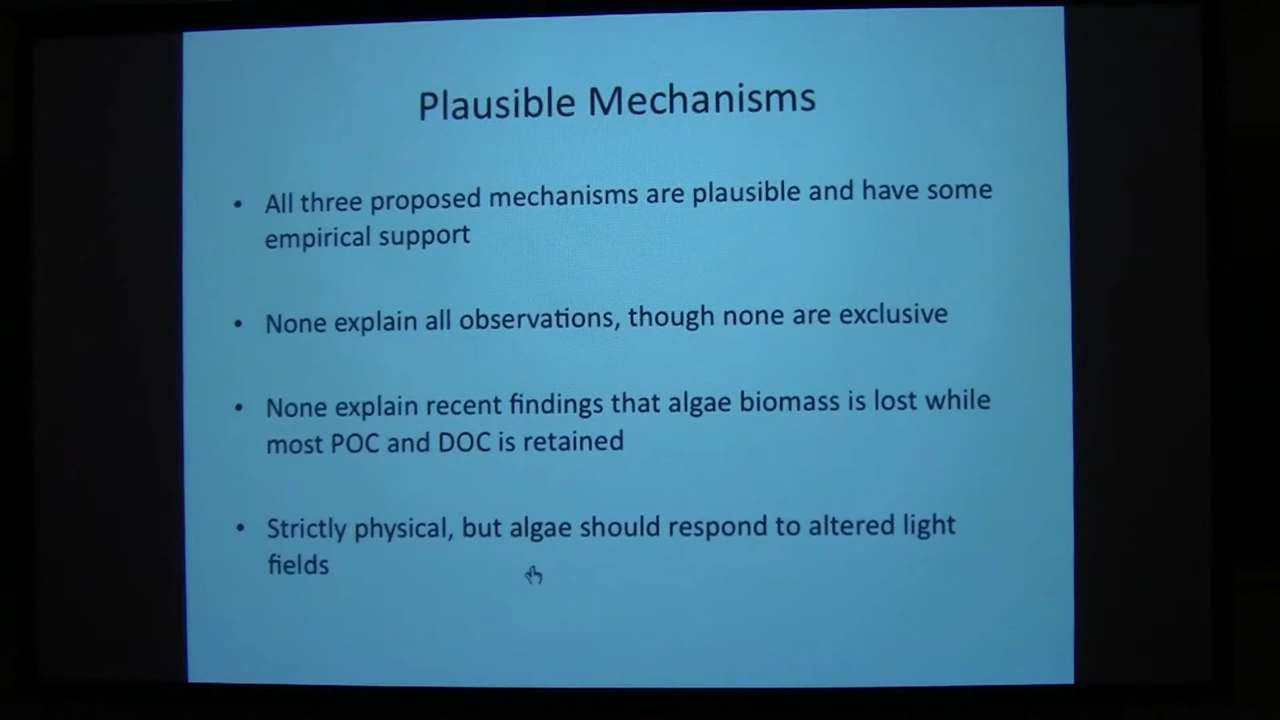 Plausible Mechanisms
• All three proposed mechanisms are plausible and have some
empirical support
• None explain all observations, though none are exclusive
• None explain recent findings that algae biomass is lost while
most POC and DOC is retained
• Strictly physical, but algae should respond to altered light
fields